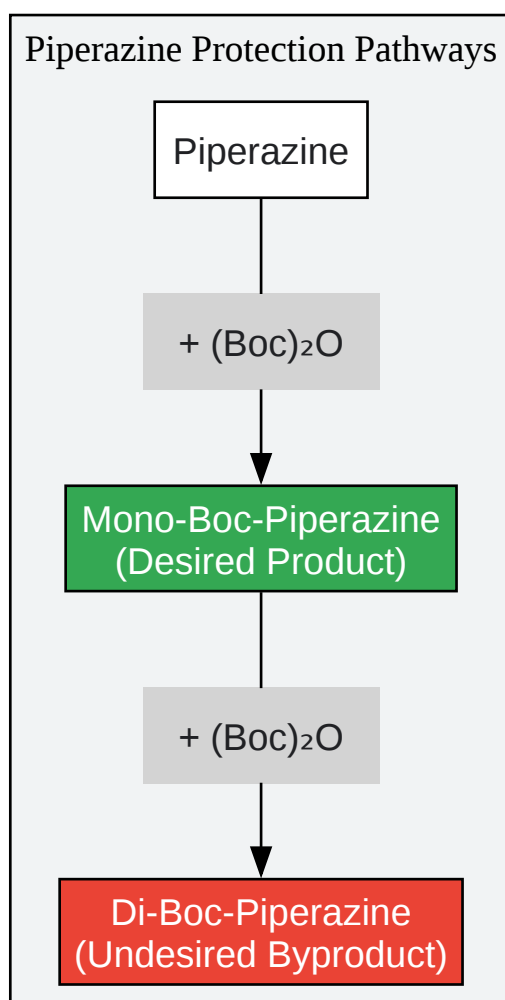 Piperazine Protection Pathways
Piperazine
+ (Boc)₂O
Mono-Boc-Piperazine
(Desired Product)
+ (Boc)₂O
Di-Boc-Piperazine
(Undesired Byproduct)